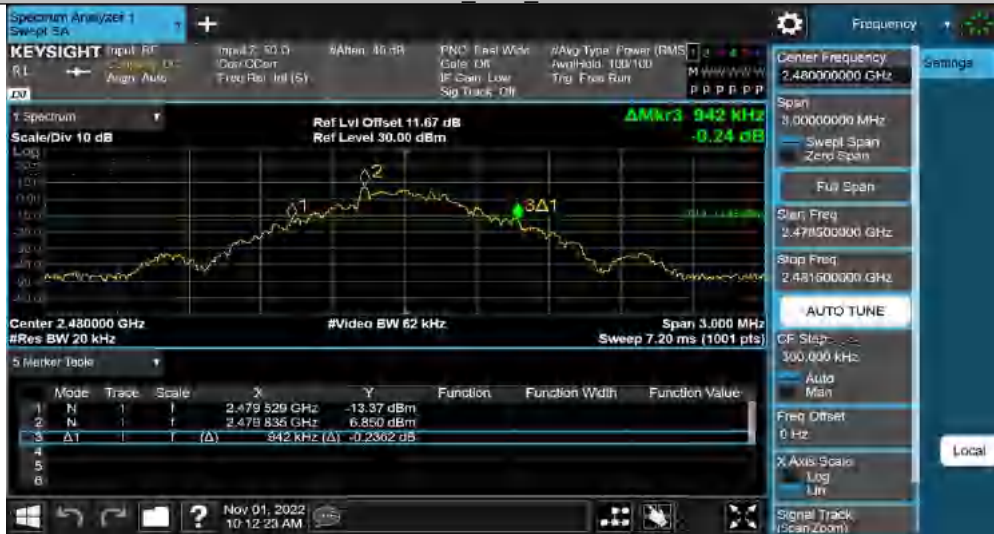 Spectrum Analyzer 1
Swept SA
+
Frequency
KEYSIGHT Input: RF
Coupling: DC
Align: Auto
Input Z: 50 Ω
Corr CCorr
Freq Ref: Int (S)
#Atten: 40 dB
PNO: Best Wide
Gate: Off
IF Gain: Low
Sig Track: Off
#Avg Type: Power (RMS
Avg|Hold: 100/100
Trig: Free Run
M W W W W W
P P P P P P
1 Spectrum
Scale/Div 10 dB
Ref Lvl Offset 11.67 dB
Ref Level 30.00 dBm
ΔMkr3 942 kHz
-0.24 dB
Log
2
1
3Δ1
Center 2.480000 GHz
#Res BW 20 kHz
#Video BW 62 kHz
Span 3.000 MHz
Sweep 7.20 ms (1001 pts)
5 Marker Table
Mode Trace Scale X Y Function Function Width Function Value
1 N 1 f 2.479 529 GHz -13.37 dBm
2 N 1 f 2.479 835 GHz 6.850 dBm
3 Δ1 1 f (Δ) 942 kHz (Δ) -0.2362 dB
4
5
6
Nov 01, 2022
10:12:23 AM
Center Frequency
2.480000000 GHz
Span
3.00000000 MHz
Swept Span
Zero Span
Full Span
Start Freq
2.478500000 GHz
Stop Freq
2.481500000 GHz
AUTO TUNE
CF Step
300.000 kHz
Auto
Man
Freq Offset
0 Hz
X Axis Scale
Log
Lin
Signal Track
(Span Zoom)
Settings
Local